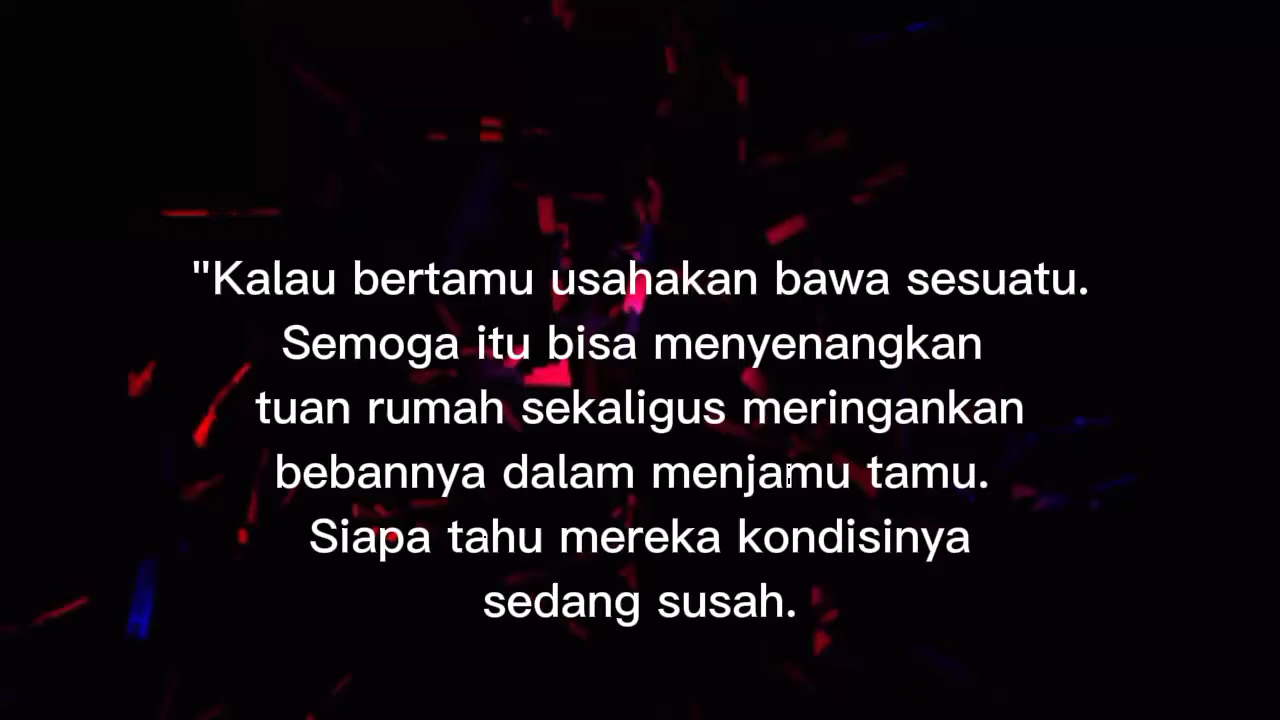 "Kalau bertamu usahakan bawa sesuatu.
Semoga itu bisa menyenangkan
tuan rumah sekaligus meringankan
bebannya dalam menjamu tamu.
Siapa tahu mereka kondisinya
sedang susah.